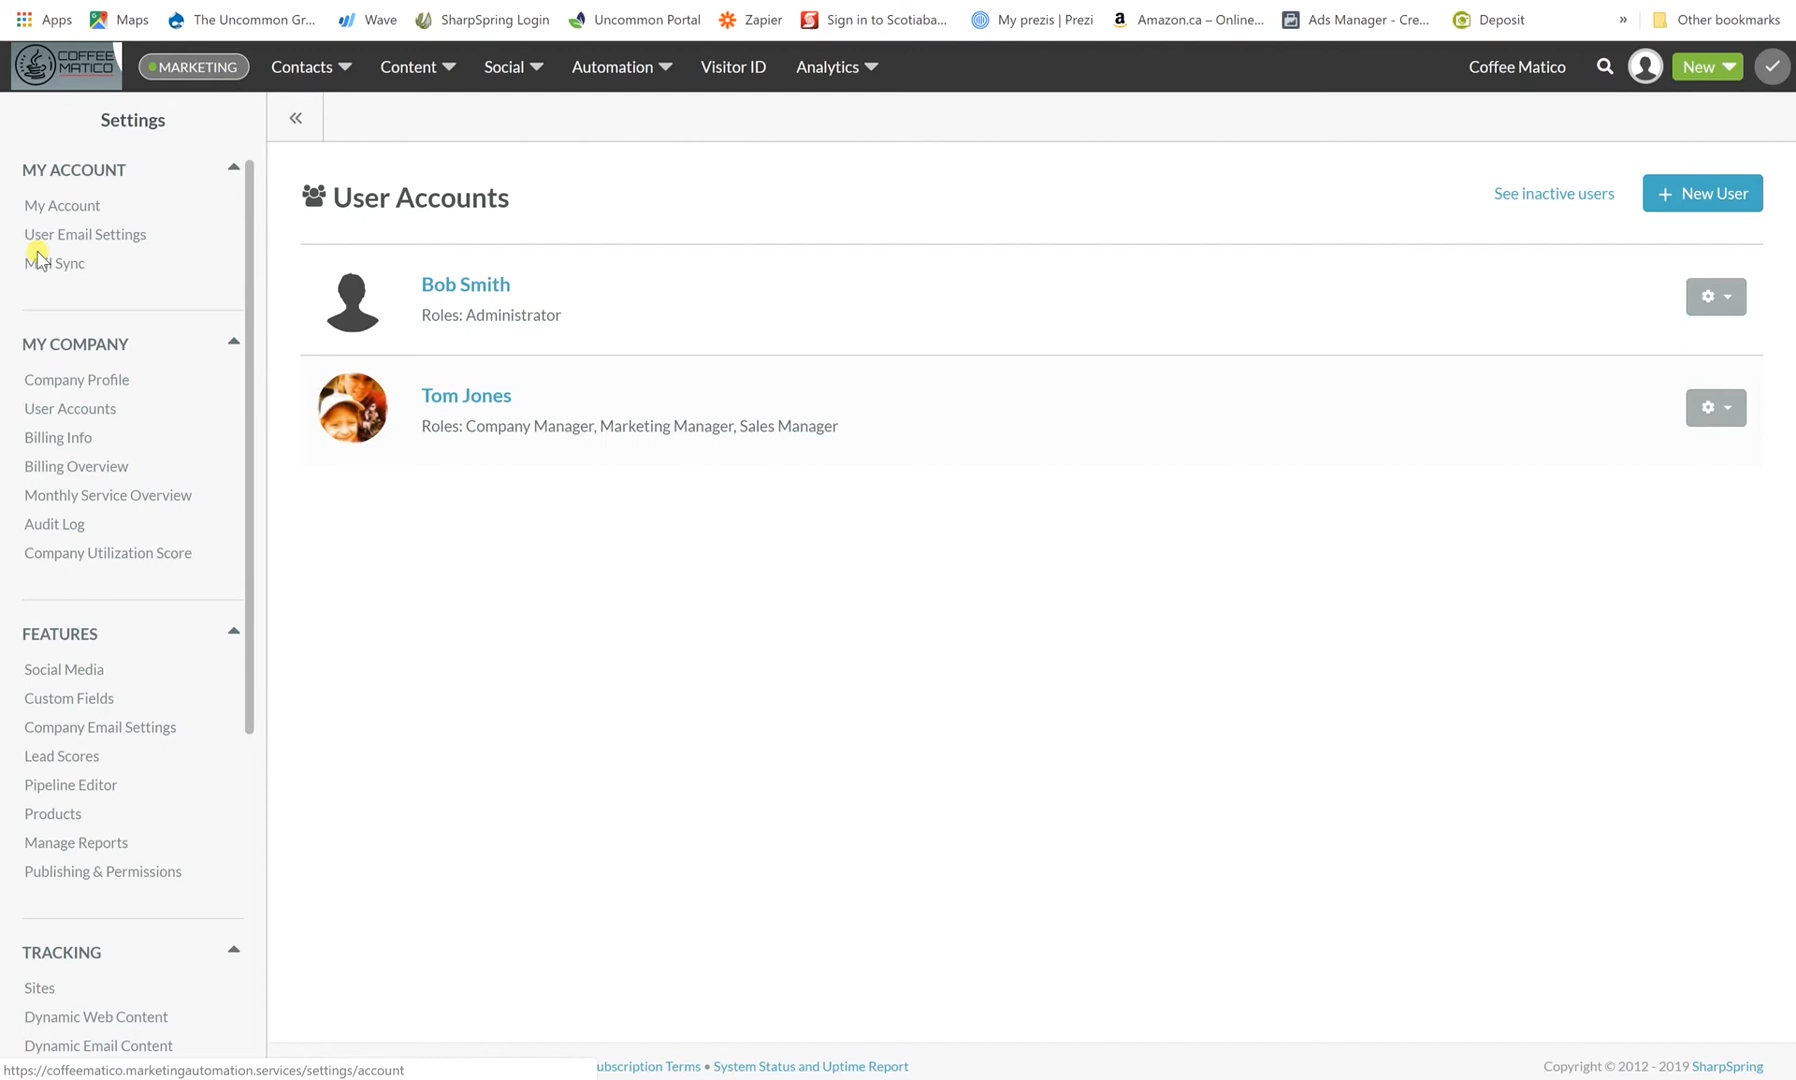 Apps Maps The Uncommon Gr... Wave SharpSpring Login Uncommon Portal Zapier Sign in to Scotiaba... My prezis | Prezi Amazon.ca – Online... Ads Manager - Cre... Deposit » Other bookmarks
COFFEE
MATICO
MARKETING Contacts Content Social Automation Visitor ID Analytics Coffee Matico New
Settings
MY ACCOUNT
My Account
User Email Settings
Sync
MY COMPANY
Company Profile
User Accounts
Billing Info
Billing Overview
Monthly Service Overview
Audit Log
Company Utilization Score
FEATURES
Social Media
Custom Fields
Company Email Settings
Lead Scores
Pipeline Editor
Products
Manage Reports
Publishing & Permissions
TRACKING
Sites
Dynamic Web Content
Dynamic Email Content
«
User Accounts
See inactive users
+ New User
Bob Smith
Roles: Administrator
Tom Jones
Roles: Company Manager, Marketing Manager, Sales Manager
https://coffeematico.marketingautomation.services/settings/account
ubscription Terms • System Status and Uptime Report
Copyright © 2012 - 2019 SharpSpring